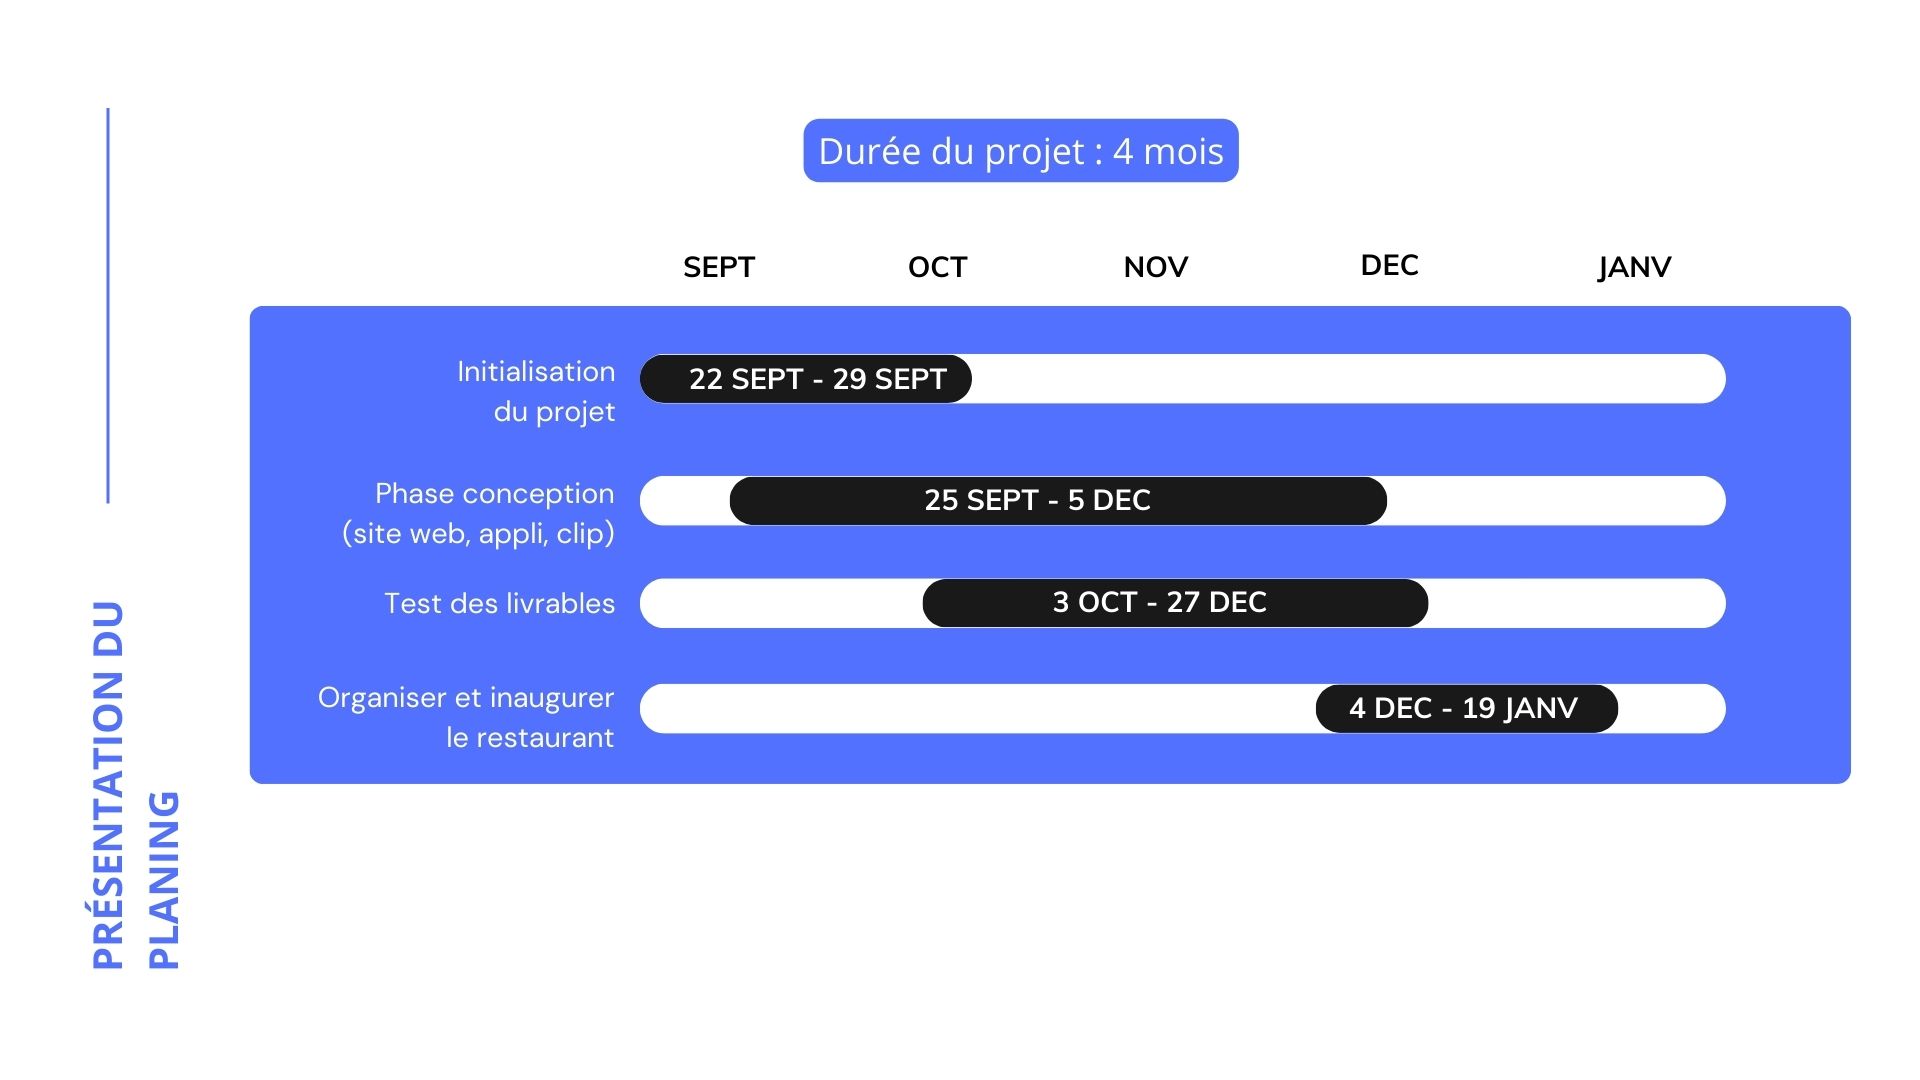 Durée du projet : 4 mois
SEPT OCT NOV DEC JANV
Initialisation
du projet
22 SEPT - 29 SEPT
Phase conception
(site web, appli, clip)
25 SEPT - 5 DEC
Test des livrables
3 OCT - 27 DEC
Organiser et inaugurer
le restaurant
4 DEC - 19 JANV
PRÉSENTATION DU
PLANING